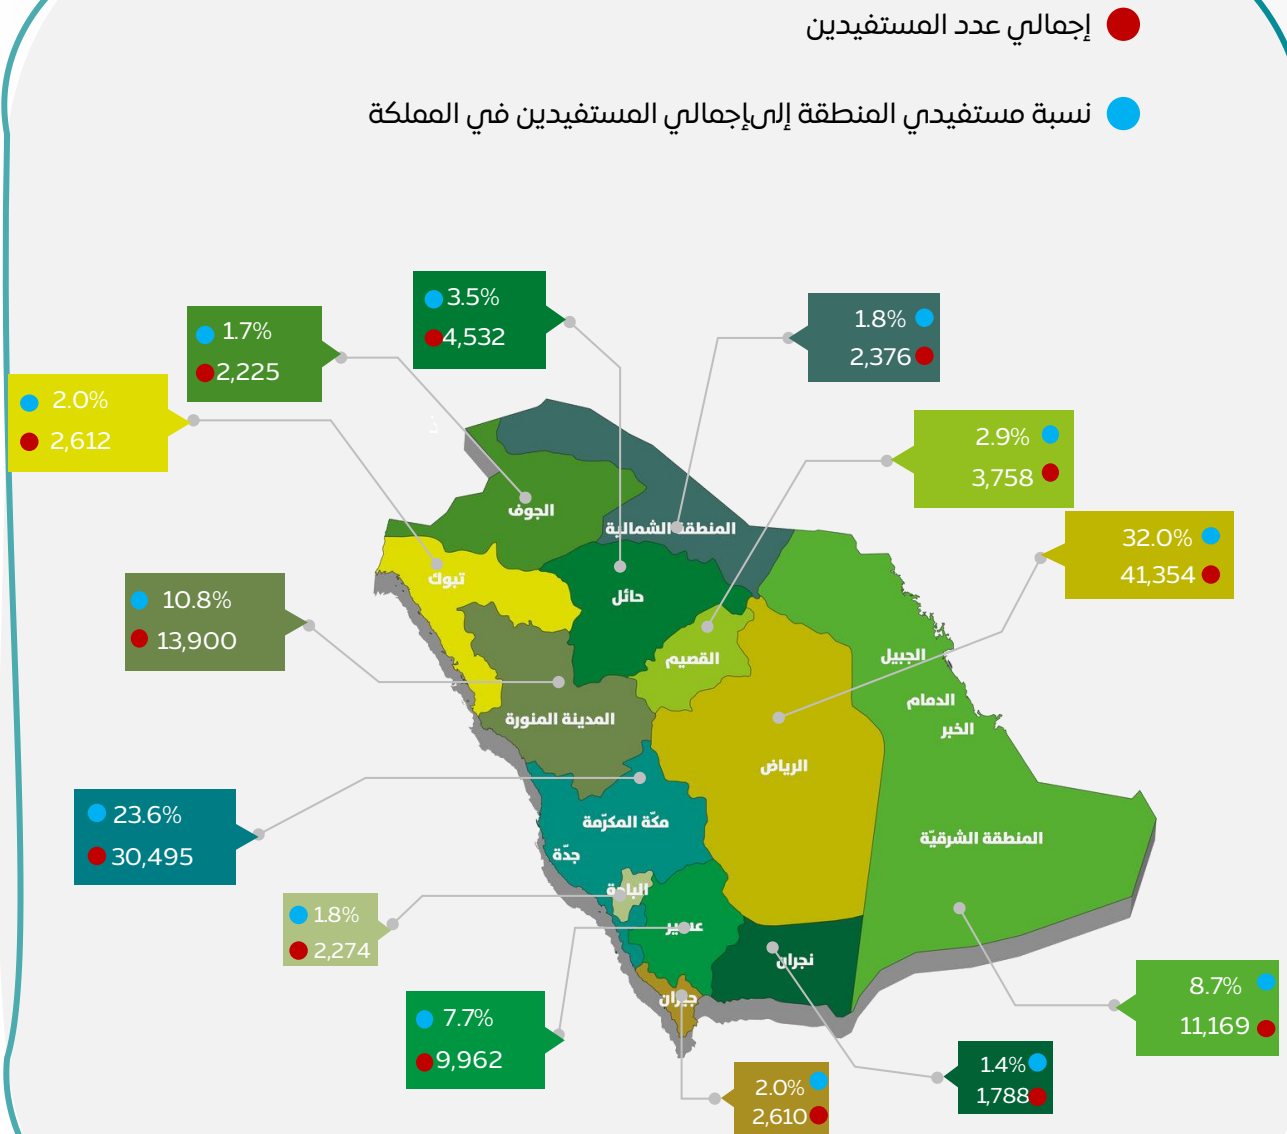 إجمالي عدد المستفيدين
نسبة مستفيدي المنطقة إلى إجمالي المستفيدين في المملكة
3.5%
4,532
1.8%
2,376
1.7%
2,225
2.0%
2,612
2.9%
3,758
32.0%
41,354
الجوف
المنطقة الشمالية
تبوك
حائل
10.8%
13,900
القصيم
الجبيل
الدمام
الخبر
المدينة المنورة
الرياض
23.6%
30,495
مكّة المكرّمة
جدّة
المنطقة الشرقيّة
الباحة
1.8%
2,274
عسير
نجران
جيزان
7.7%
9,962
8.7%
11,169
1.4%
1,788
2.0%
2,610